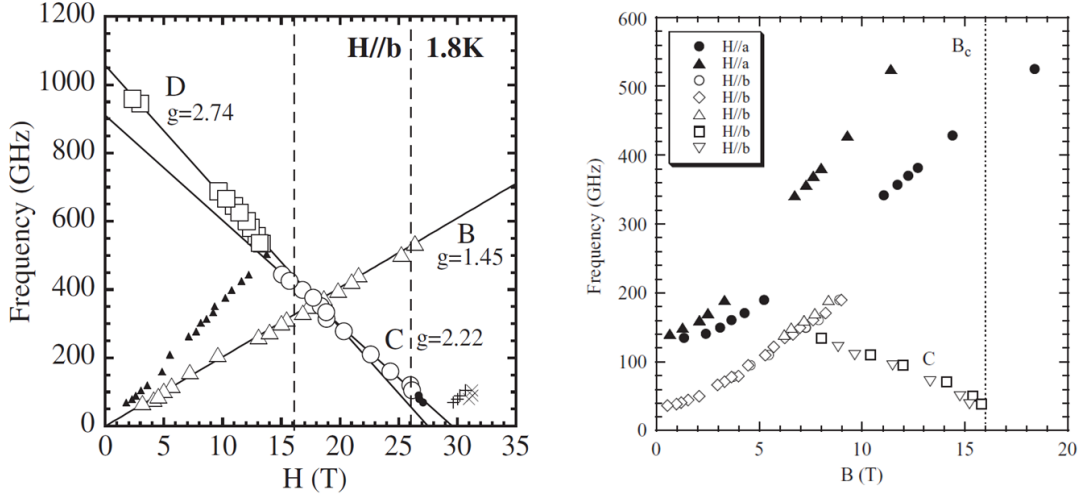 1200
1000
800
600
400
200
0
Frequency (GHz)
H//b
1.8K
D
g=2.74
B
g=1.45
C
g=2.22
0
5
10
15
20
25
30
35
H (T)
600
500
400
300
200
100
0
Frequency (GHz)
H//a
H//a
H//b
H//b
H//b
H//b
H//b
Bc
C
0
5
10
15
20
B (T)